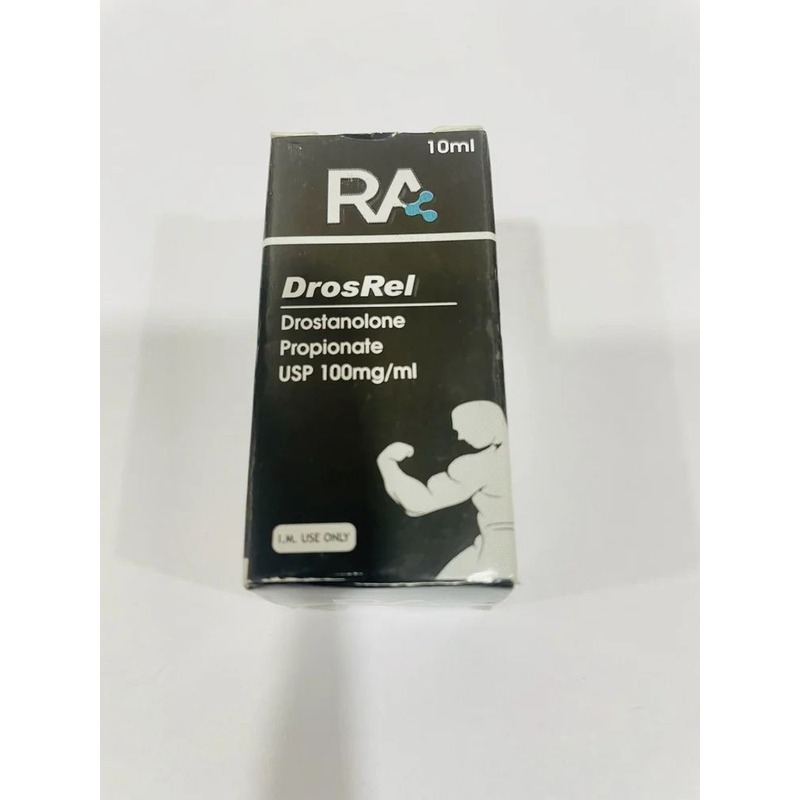 10ml
RA
DrosRel
Drostanolone
Propionate
USP 100mg/ml
I.M. USE ONLY